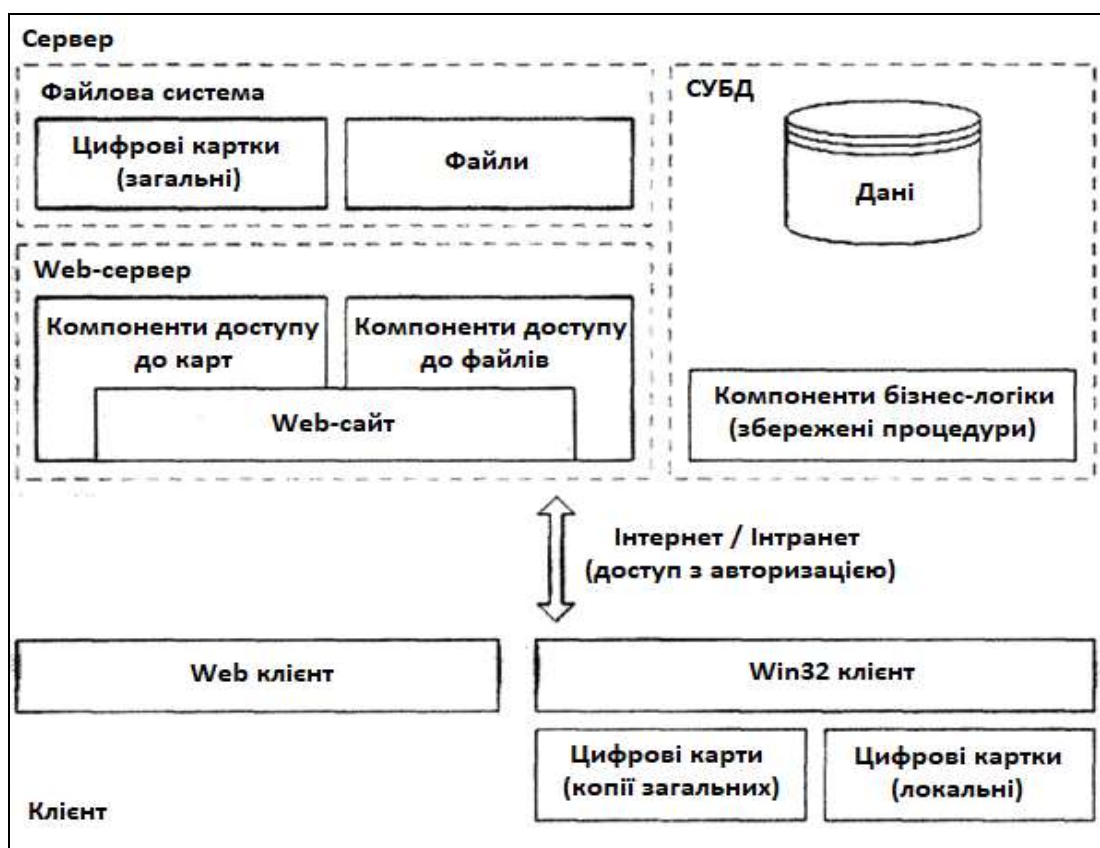 Сервер
Файлова система
Цифрові картки
(загальні)
Файли
СУБД
Дані
Web-сервер
Компоненти доступу
до карт
Компоненти доступу
до файлів
Web-сайт
Компоненти бізнес-логіки
(збережені процедури)
Інтернет / Інтранет
(доступ з авторизацією)
Web клієнт
Win32 клієнт
Цифрові карти
(копії загальних)
Цифрові картки
(локальні)
Клієнт